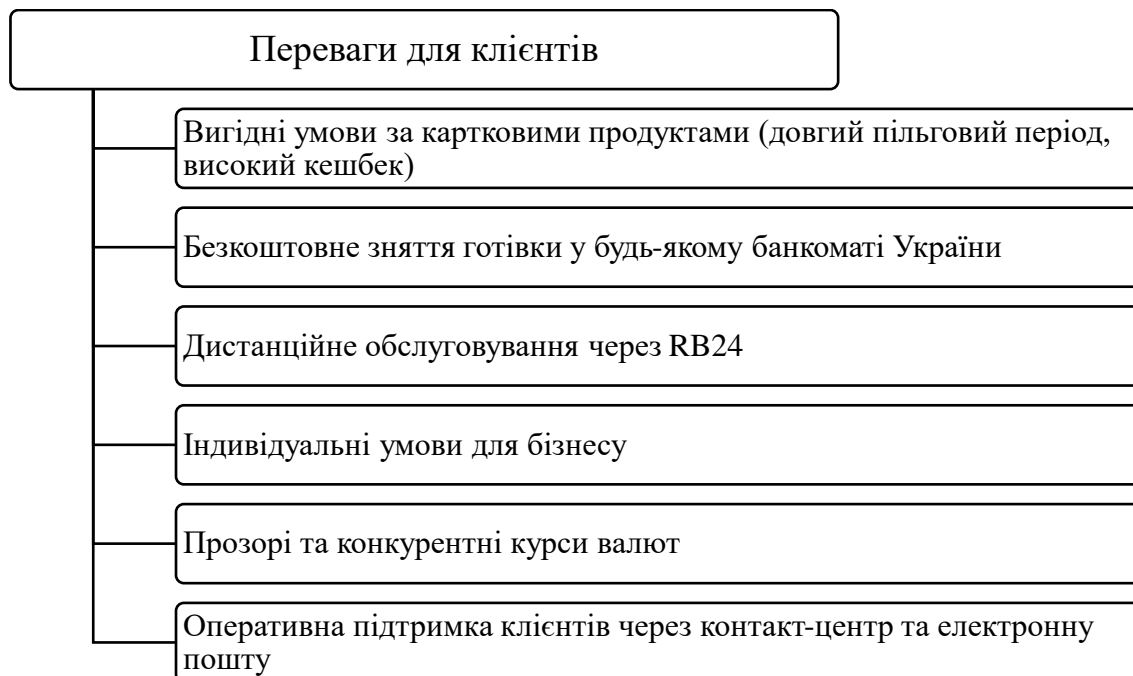 Переваги для клієнтів
Вигідні умови за картковими продуктами (довгий пільговий період,
високий кешбек)
Безкоштовне зняття готівки у будь-якому банкоматі України
Дистанційне обслуговування через RB24
Індивідуальні умови для бізнесу
Прозорі та конкурентні курси валют
Оперативна підтримка клієнтів через контакт-центр та електронну
пошту